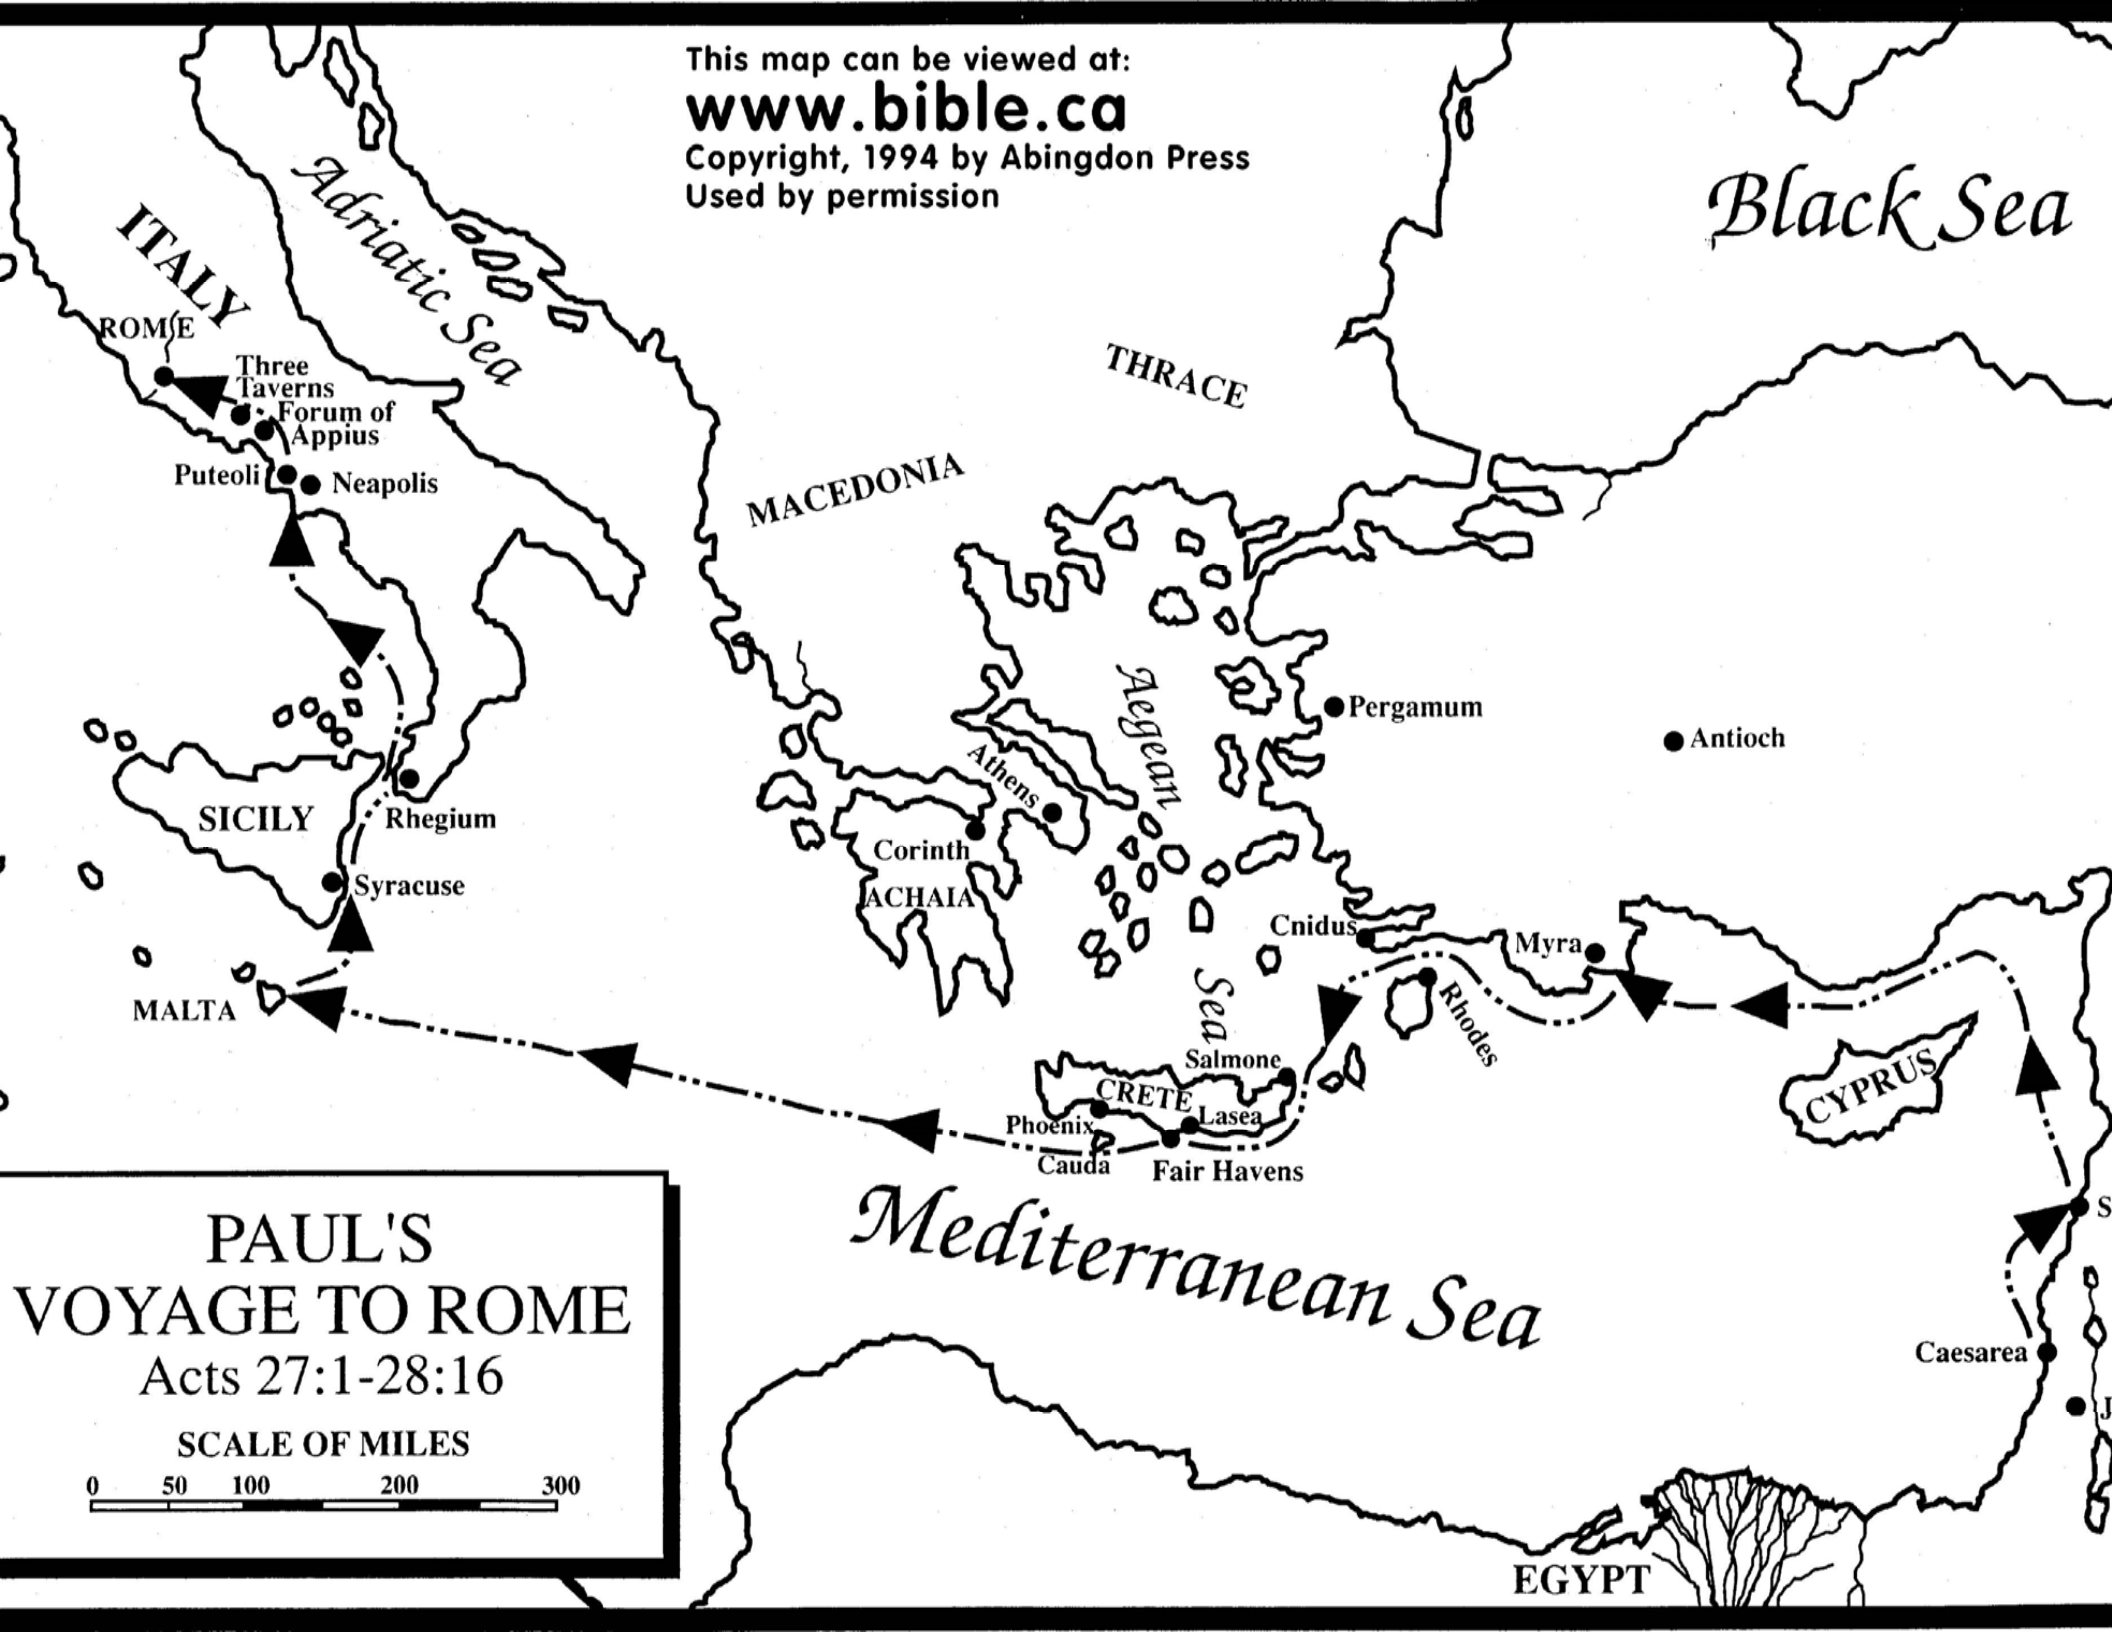 This map can be viewed at:
www.bible.ca
Copyright, 1994 by Abingdon Press
Used by permission
Black Sea
Adriatic Sea
ITALY
ROME
Three
Taverns
Forum of
Appius
Puteoli
Neapolis
THRACE
MACEDONIA
Aegean
Sea
Pergamum
Antioch
Athens
SICILY
Rhegium
Corinth
ACHAIA
Syracuse
Cnidus
Myra
MALTA
Rhodes
Salmone
CRETE
Lasea
Phoenix
Cauda
Fair Havens
CYPRUS
S
Mediterranean Sea
Caesarea
J
EGYPT
PAUL'S
VOYAGE TO ROME
Acts 27:1-28:16
SCALE OF MILES
0 50 100 200 300